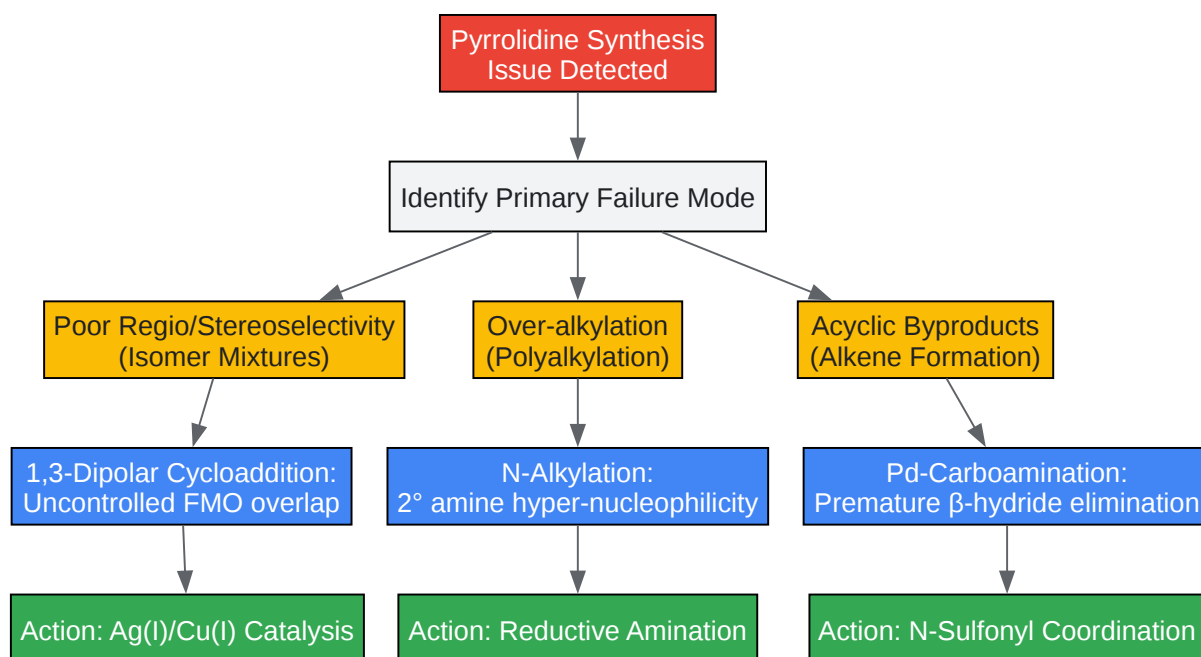 Pyrrolidine Synthesis
Issue Detected
Identify Primary Failure Mode
Poor Regio/Stereoselectivity
(Isomer Mixtures)
Over-alkylation
(Polyalkylation)
Acyclic Byproducts
(Alkene Formation)
1,3-Dipolar Cycloaddition:
Uncontrolled FMO overlap
N-Alkylation:
2° amine hyper-nucleophilicity
Pd-Carboamination:
Premature β-hydride elimination
Action: Ag(I)/Cu(I) Catalysis
Action: Reductive Amination
Action: N-Sulfonyl Coordination